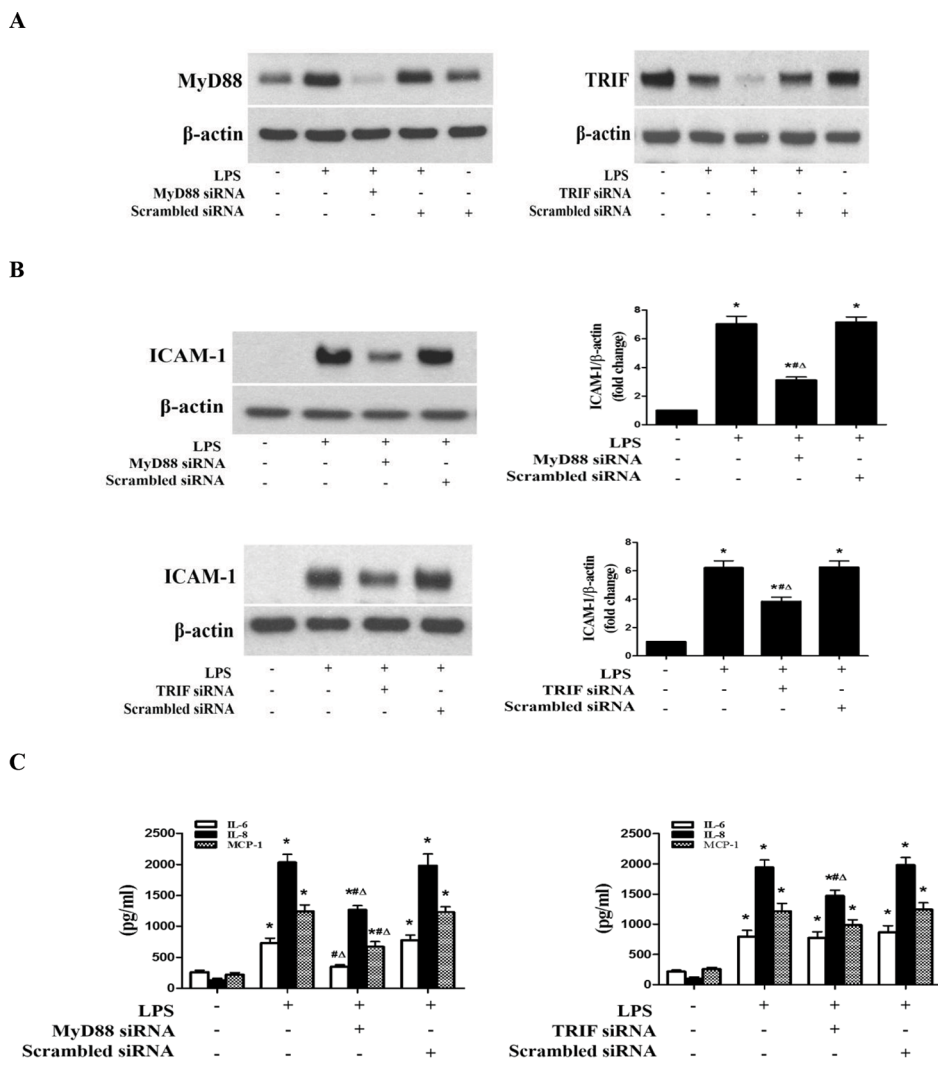 A
MyD88
β-actin
LPS - + + + -
MyD88 siRNA - - + - -
Scrambled siRNA - - - + +
TRIF
β-actin
LPS - + + + -
TRIF siRNA - - + - -
Scrambled siRNA - - - + +
B
ICAM-1
β-actin
LPS - + + +
MyD88 siRNA - - + -
Scrambled siRNA - - - +
ICAM-1/β-actin
(fold change)
8
6
4
2
0
* *#Δ *
LPS - + + +
MyD88 siRNA - - + -
Scrambled siRNA - - - +
ICAM-1
β-actin
LPS - + + +
TRIF siRNA - - + -
Scrambled siRNA - - - +
ICAM-1/β-actin
(fold change)
8
6
4
2
0
* *#Δ *
LPS - + + +
TRIF siRNA - - + -
Scrambled siRNA - - - +
C
IL-6
IL-8
MCP-1
(pg/ml)
2500
2000
1500
1000
500
0
* * * #Δ *#Δ *#Δ * * *
LPS - + + +
MyD88 siRNA - - + -
Scrambled siRNA - - - +
IL-6
IL-8
MCP-1
(pg/ml)
2500
2000
1500
1000
500
0
* * * * *#Δ * * * *
LPS - + + +
TRIF siRNA - - + -
Scrambled siRNA - - - +